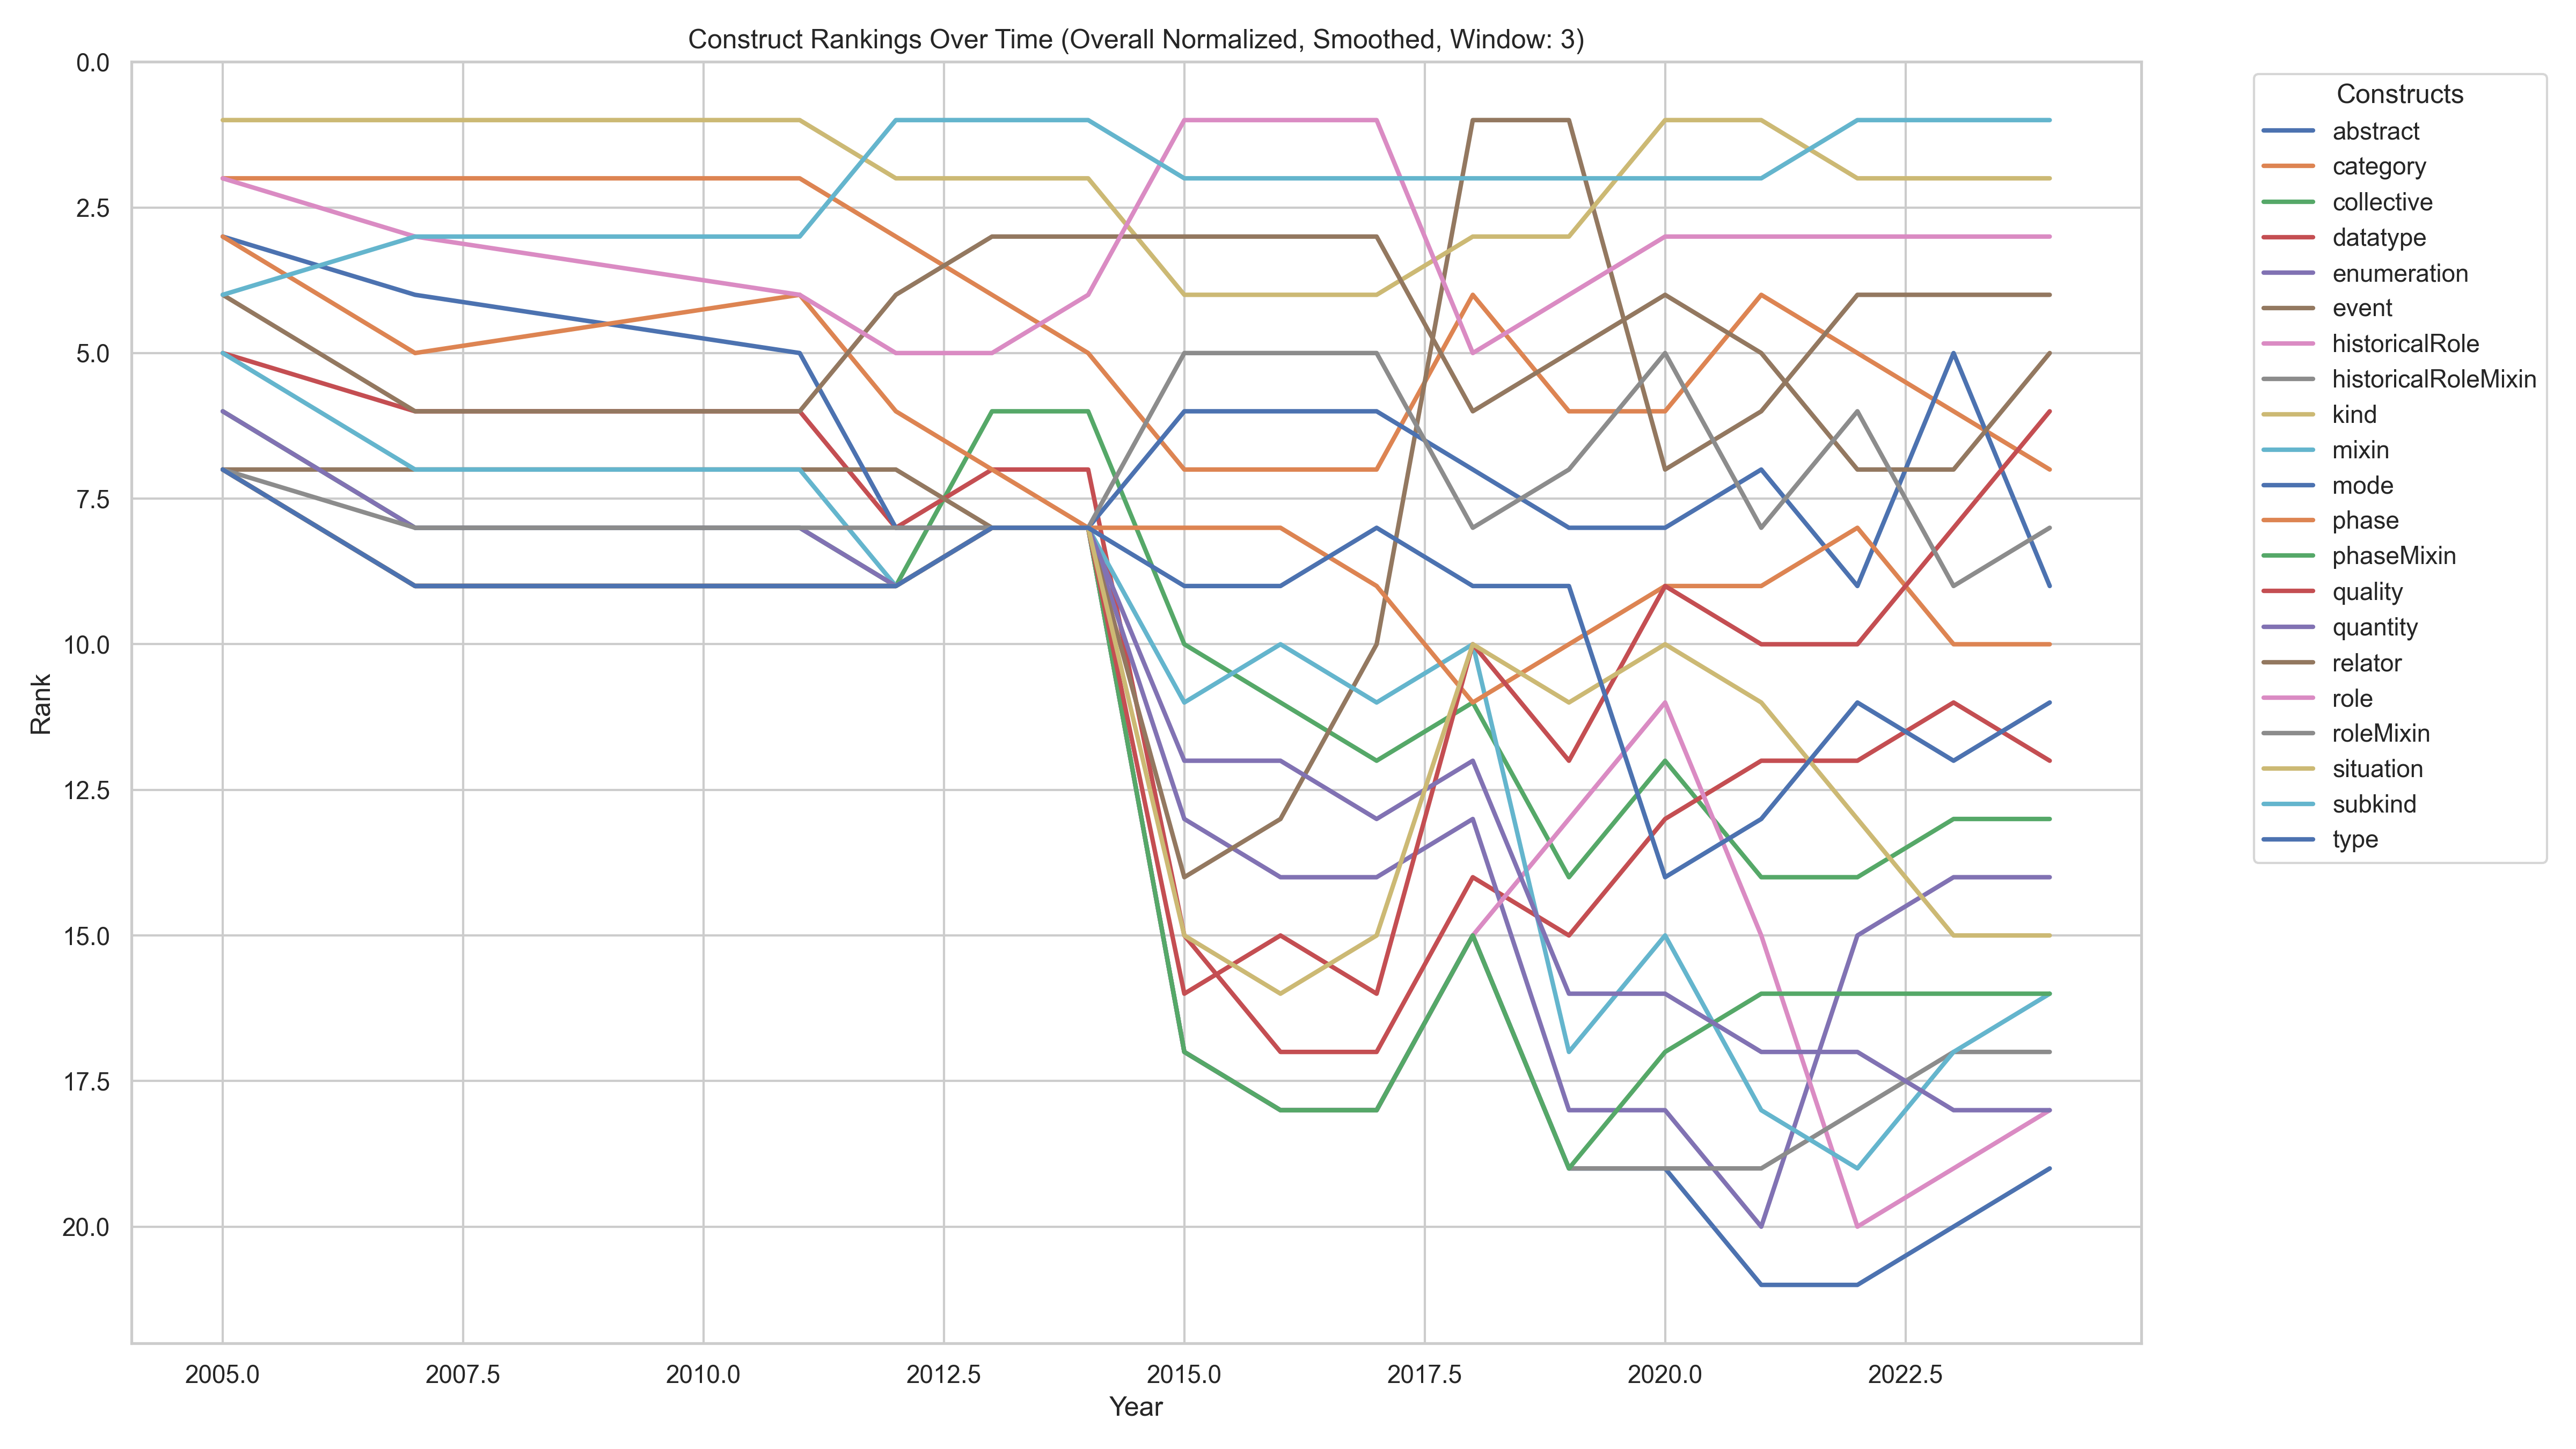 Construct Rankings Over Time (Overall Normalized, Smoothed, Window: 3)
0.0
2.5
5.0
7.5
10.0
12.5
15.0
17.5
20.0
Rank
2005.0
2007.5
2010.0
2012.5
2015.0
2017.5
2020.0
2022.5
Year
Constructs
abstract
category
collective
datatype
enumeration
event
historicalRole
historicalRoleMixin
kind
mixin
mode
phase
phaseMixin
quality
quantity
relator
role
roleMixin
situation
subkind
type